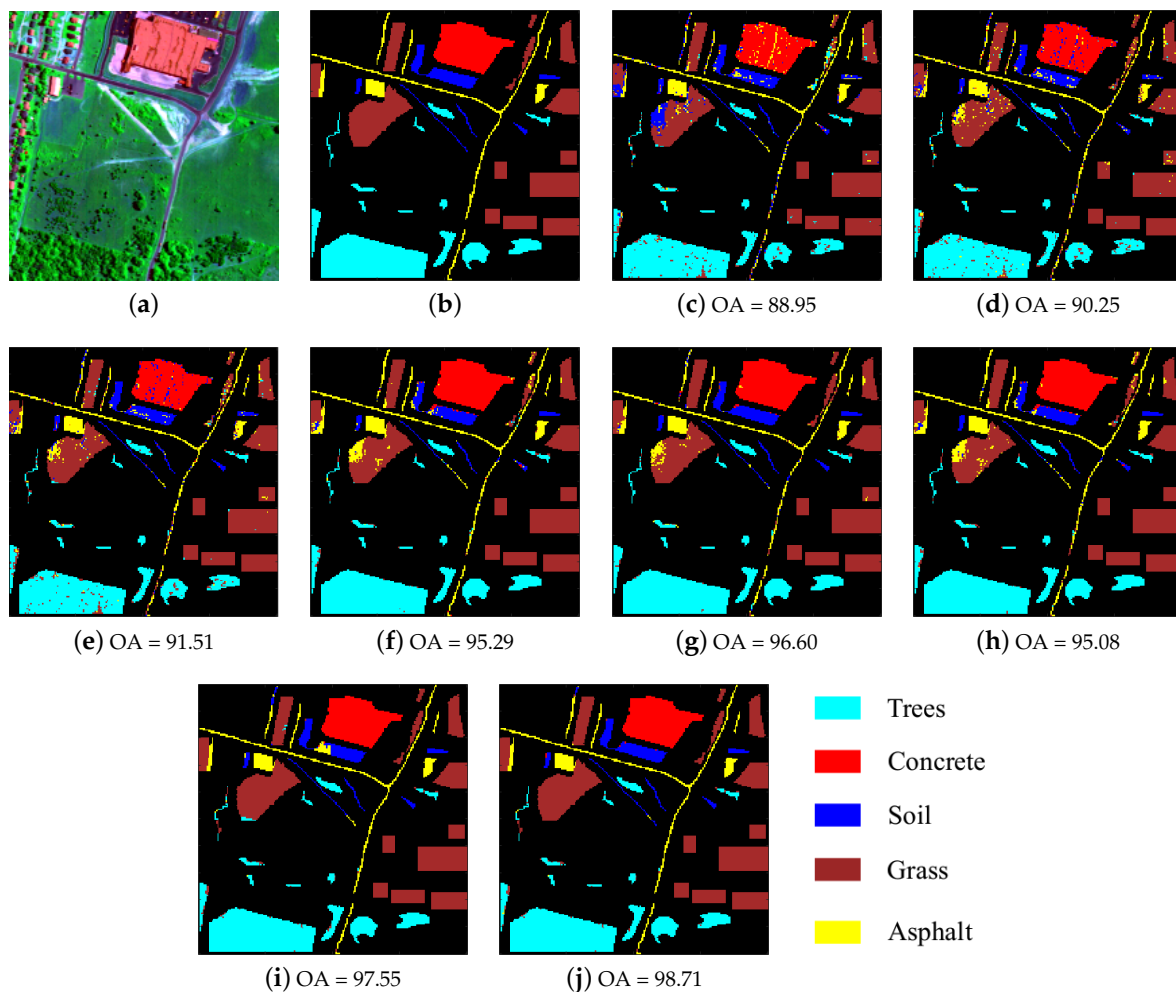 (a)
(b)
(c) OA = 88.95
(d) OA = 90.25
(e) OA = 91.51
(f) OA = 95.29
(g) OA = 96.60
(h) OA = 95.08
Trees
Concrete
Soil
Grass
Asphalt
(i) OA = 97.55
(j) OA = 98.71